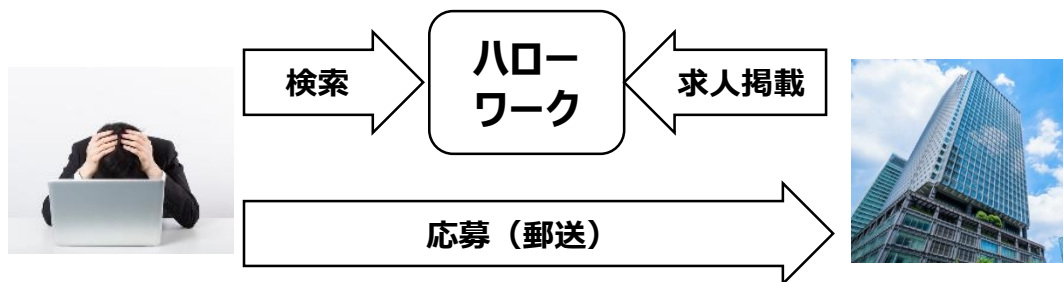 検索
ハロー
ワーク
求人掲載
応募（郵送）